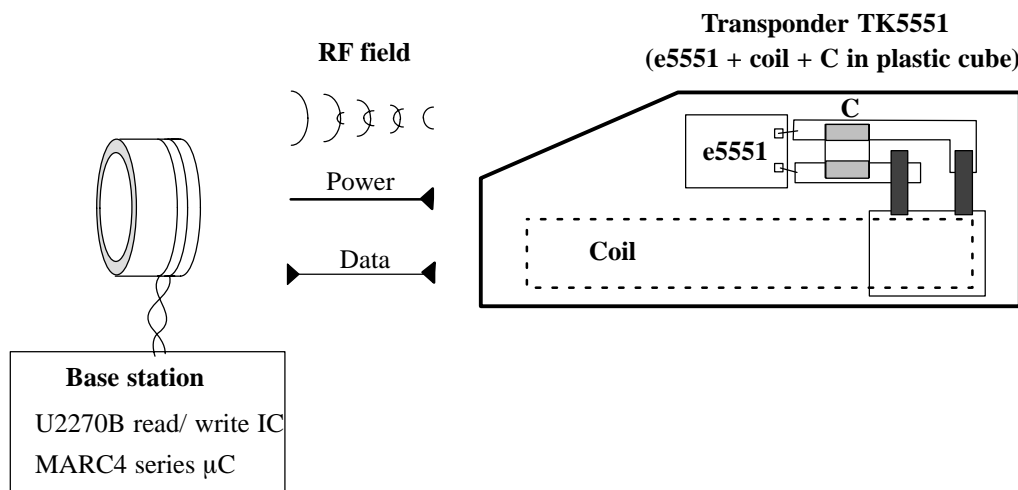 Transponder TK5551
(e5551 + coil + C in plastic cube)
RF field
C
e5551
Power
Coil
Data
Base station
U2270B read/ write IC
MARC4 series µC